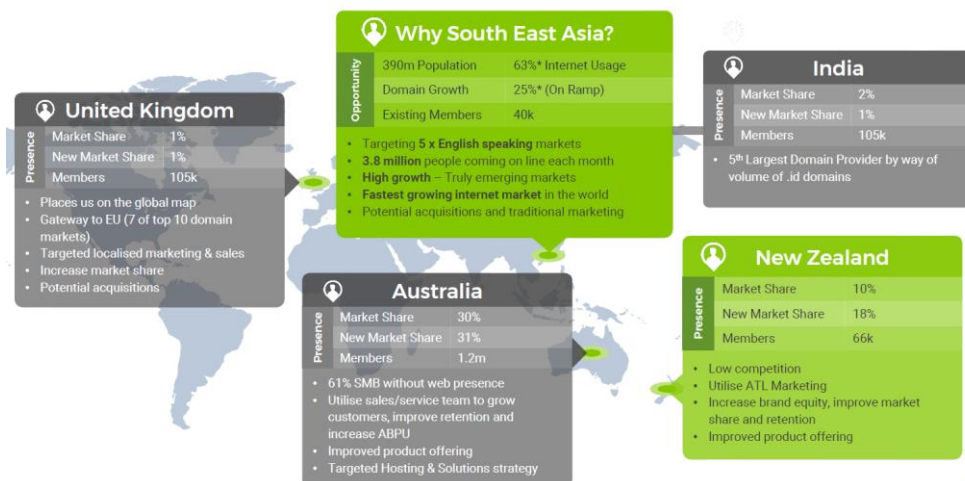 Why South East Asia?
Opportunity
390m Population 63%* Internet Usage
Domain Growth 25%* (On Ramp)
Existing Members 40k
• Targeting 5 x English speaking markets
• 3.8 million people coming on line each month
• High growth – Truly emerging markets
• Fastest growing internet market in the world
• Potential acquisitions and traditional marketing
India
Presence
Market Share 2%
New Market Share 1%
Members 105k
• 5th Largest Domain Provider by way of
volume of .id domains
United Kingdom
Presence
Market Share 1%
New Market Share 1%
Members 105k
• Places us on the global map
• Gateway to EU (7 of top 10 domain
markets)
• Targeted localised marketing & sales
• Increase market share
• Potential acquisitions
Australia
Presence
Market Share 30%
New Market Share 31%
Members 1.2m
• 61% SMB without web presence
• Utilise sales/service team to grow
customers, improve retention and
increase ABPU
• Improved product offering
• Targeted Hosting & Solutions strategy
New Zealand
Presence
Market Share 10%
New Market Share 18%
Members 66k
• Low competition
• Utilise ATL Marketing
• Increase brand equity, improve market
share and retention
• Improved product offering